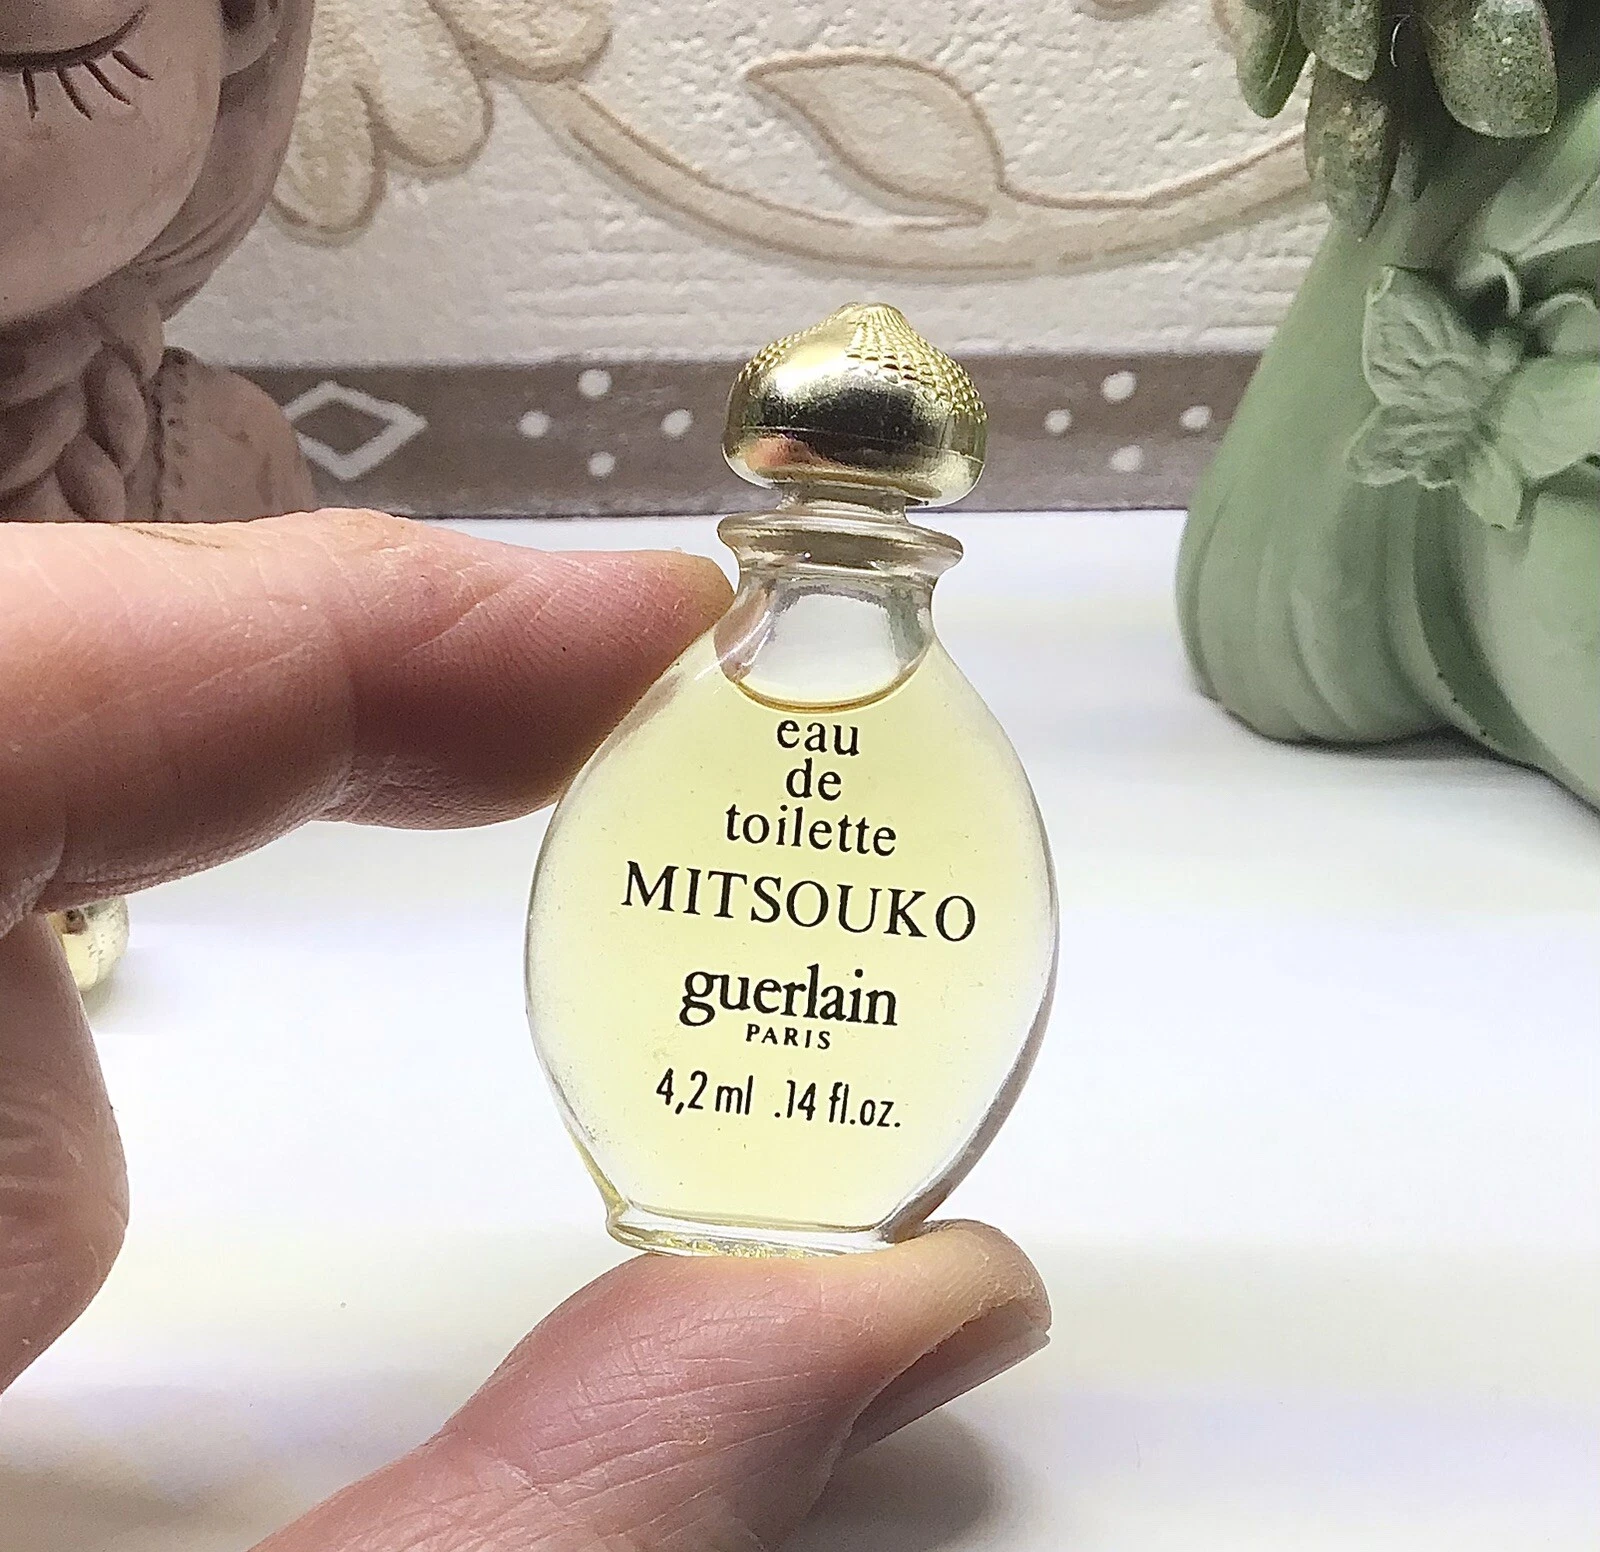 eau
de
toilette
MITSOUKO
guerlain
PARIS
4,2 ml .14 fl.oz.